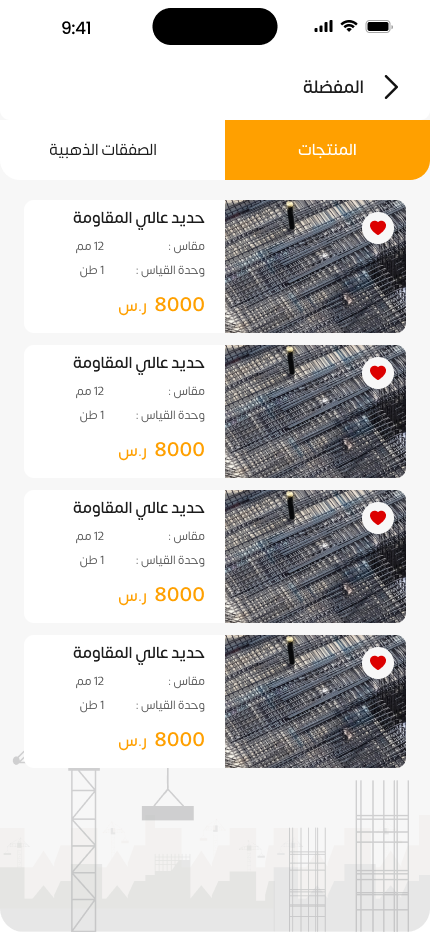 9:41
المفضلة
المنتجات
الصفقات الذهبية
حديد عالي المقاومة
مقاس : 12 مم
وحدة القياس : 1 طن
8000 ر.س
حديد عالي المقاومة
مقاس : 12 مم
وحدة القياس : 1 طن
8000 ر.س
حديد عالي المقاومة
مقاس : 12 مم
وحدة القياس : 1 طن
8000 ر.س
حديد عالي المقاومة
مقاس : 12 مم
وحدة القياس : 1 طن
8000 ر.س